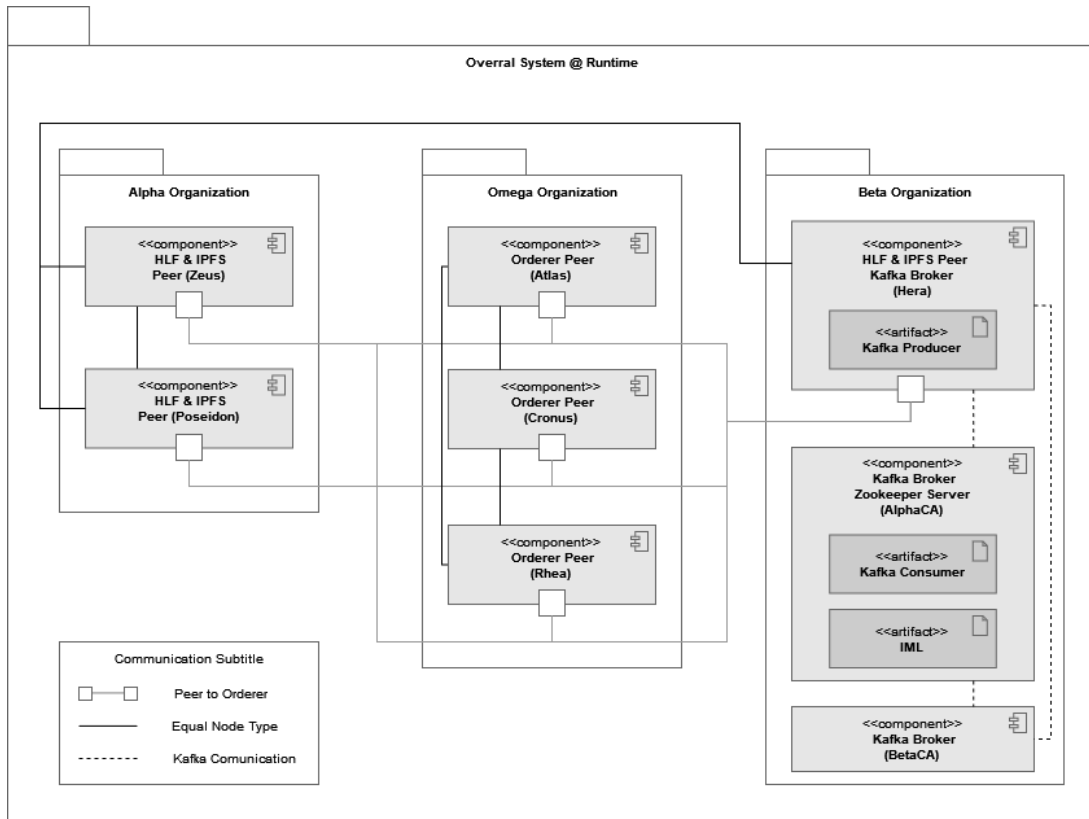 Overral System @ Runtime
Alpha Organization
<<component>>
HLF & IPFS
Peer (Zeus)
<<component>>
HLF & IPFS
Peer (Poseidon)
Omega Organization
<<component>>
Orderer Peer
(Atlas)
<<component>>
Orderer Peer
(Cronus)
<<component>>
Orderer Peer
(Rhea)
Beta Organization
<<component>>
HLF & IPFS Peer
Kafka Broker
(Hera)
<<artifact>>
Kafka Producer
<<component>>
Kafka Broker
Zookeeper Server
(AlphaCA)
<<artifact>>
Kafka Consumer
<<artifact>>
IML
<<component>>
Kafka Broker
(BetaCA)
Communication Subtitle
Peer to Orderer
Equal Node Type
Kafka Comunication